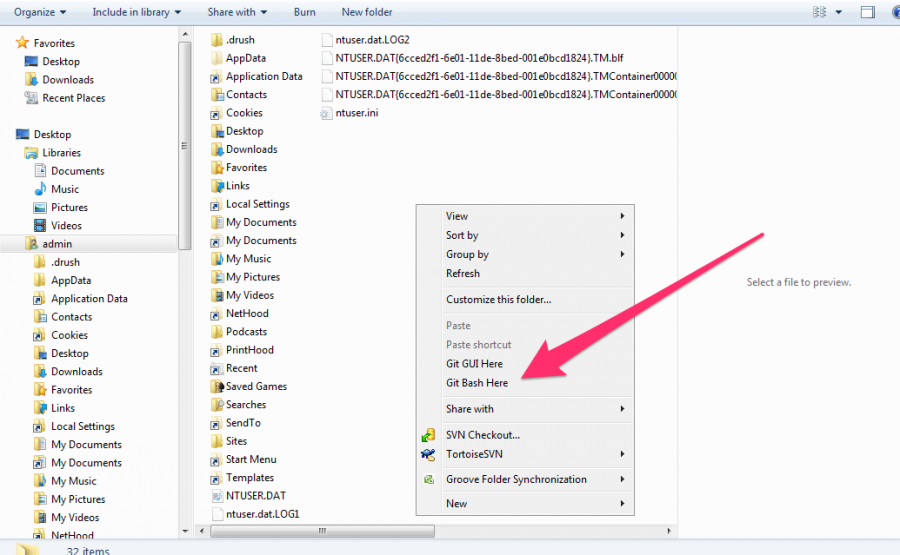 Organize Include in library Share with Burn New folder
Favorites
Desktop
Downloads
Recent Places
Desktop
Libraries
Documents
Music
Pictures
Videos
admin
.drush
AppData
Application Data
Contacts
Cookies
Desktop
Downloads
Favorites
Links
Local Settings
My Documents
My Documents
My Music
My Pictures
My Videos
NetHood
.drush
AppData
Application Data
Contacts
Cookies
Desktop
Downloads
Favorites
Links
Local Settings
My Documents
My Documents
My Music
My Pictures
My Videos
NetHood
Podcasts
PrintHood
Recent
Saved Games
Searches
SendTo
Sites
Start Menu
Templates
NTUSER.DAT
ntuser.dat.LOG1
ntuser.dat.LOG2
NTUSER.DAT{6cced2f1-6e01-11de-8bed-001e0bcd1824}.TM.blf
NTUSER.DAT{6cced2f1-6e01-11de-8bed-001e0bcd1824}.TMContainer00000
NTUSER.DAT{6cced2f1-6e01-11de-8bed-001e0bcd1824}.TMContainer00000
ntuser.ini
View
Sort by
Group by
Refresh
Customize this folder...
Paste
Paste shortcut
Git GUI Here
Git Bash Here
Share with
SVN Checkout...
TortoiseSVN
Groove Folder Synchronization
New
Select a file to preview.
32 items